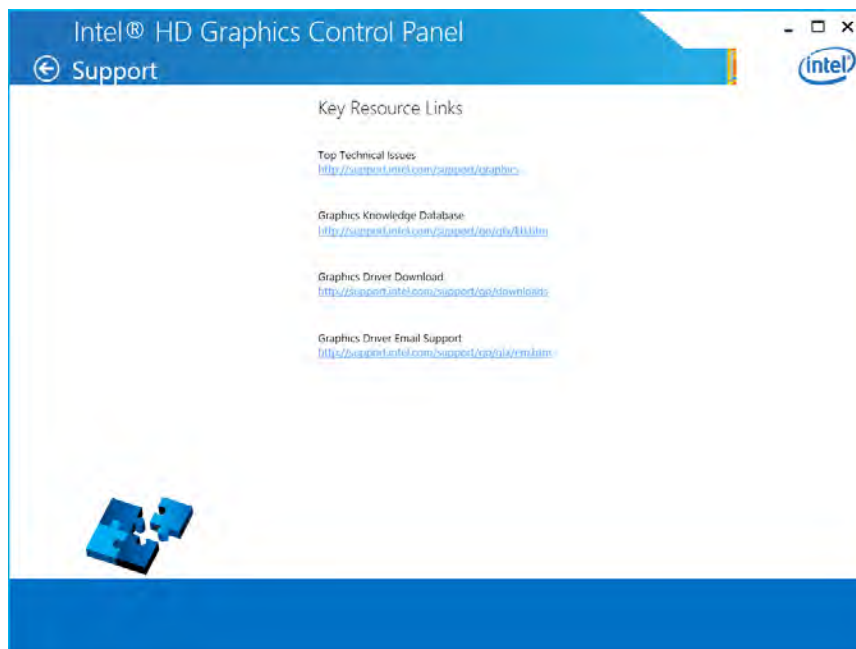 Intel® HD Graphics Control Panel
Support
intel
Key Resource Links
Top Technical Issues
http://support.intel.com/support/graphics
Graphics Knowledge Database
http://support.intel.com/support/go/gfx/kb.htm
Graphics Driver Download
http://support.intel.com/support/go/downloads
Graphics Driver Email Support
http://support.intel.com/support/go/gfx/em.htm